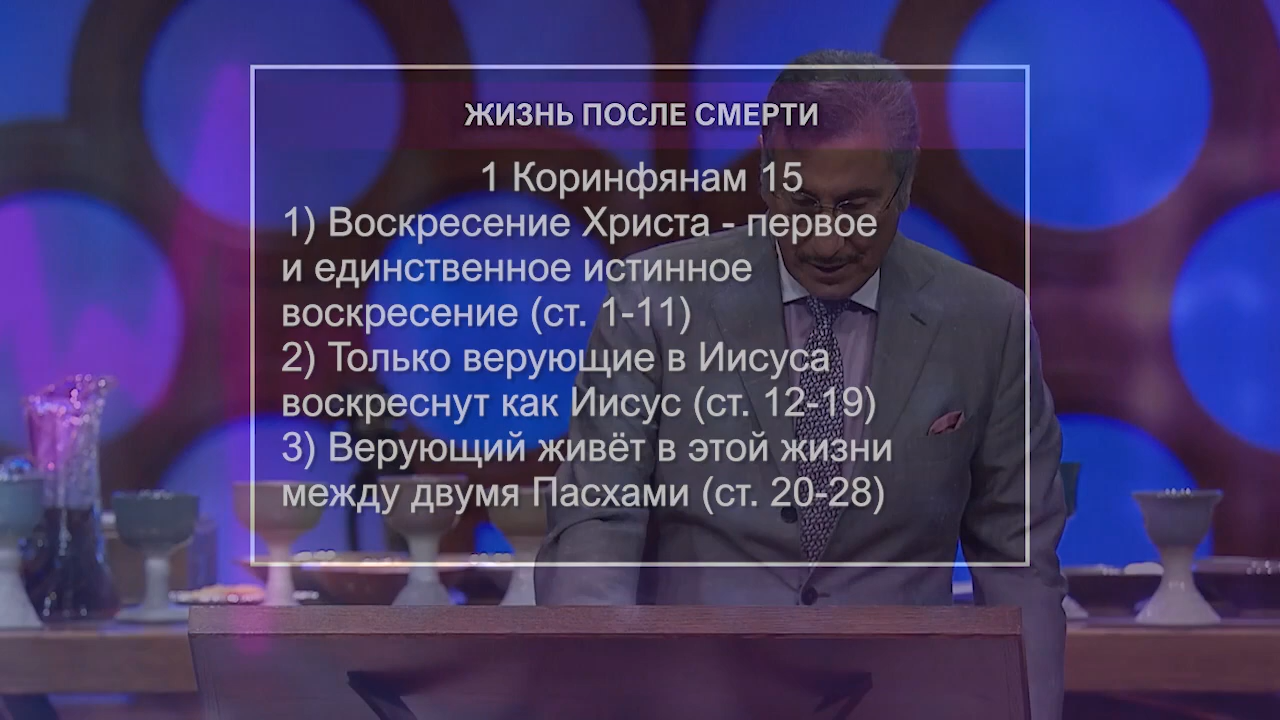 ЖИЗНЬ ПОСЛЕ СМЕРТИ
1 Коринфянам 15
1) Воскресение Христа - первое
и единственное истинное
воскресение (ст. 1-11)
2) Только верующие в Иисуса
воскреснут как Иисус (ст. 12-19)
3) Верующий живёт в этой жизни
между двумя Пасхами (ст. 20-28)